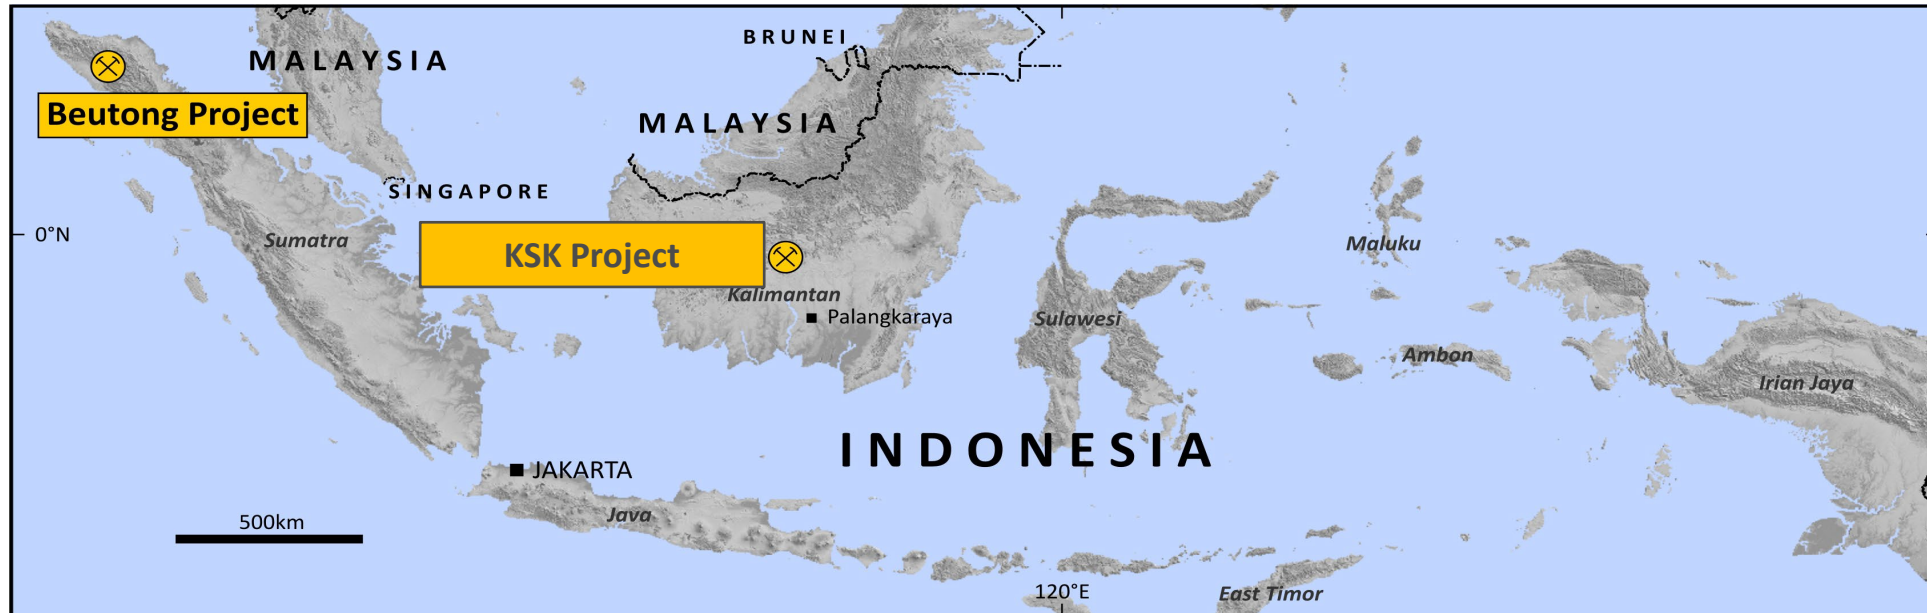 BRUNEI
MALAYSIA
Beutong Project
MALAYSIA
SINGAPORE
0°N
Sumatra
KSK Project
Maluku
Kalimantan
Palangkaraya
Sulawesi
Ambon
Irian Jaya
INDONESIA
JAKARTA
Java
500km
120°E
East Timor